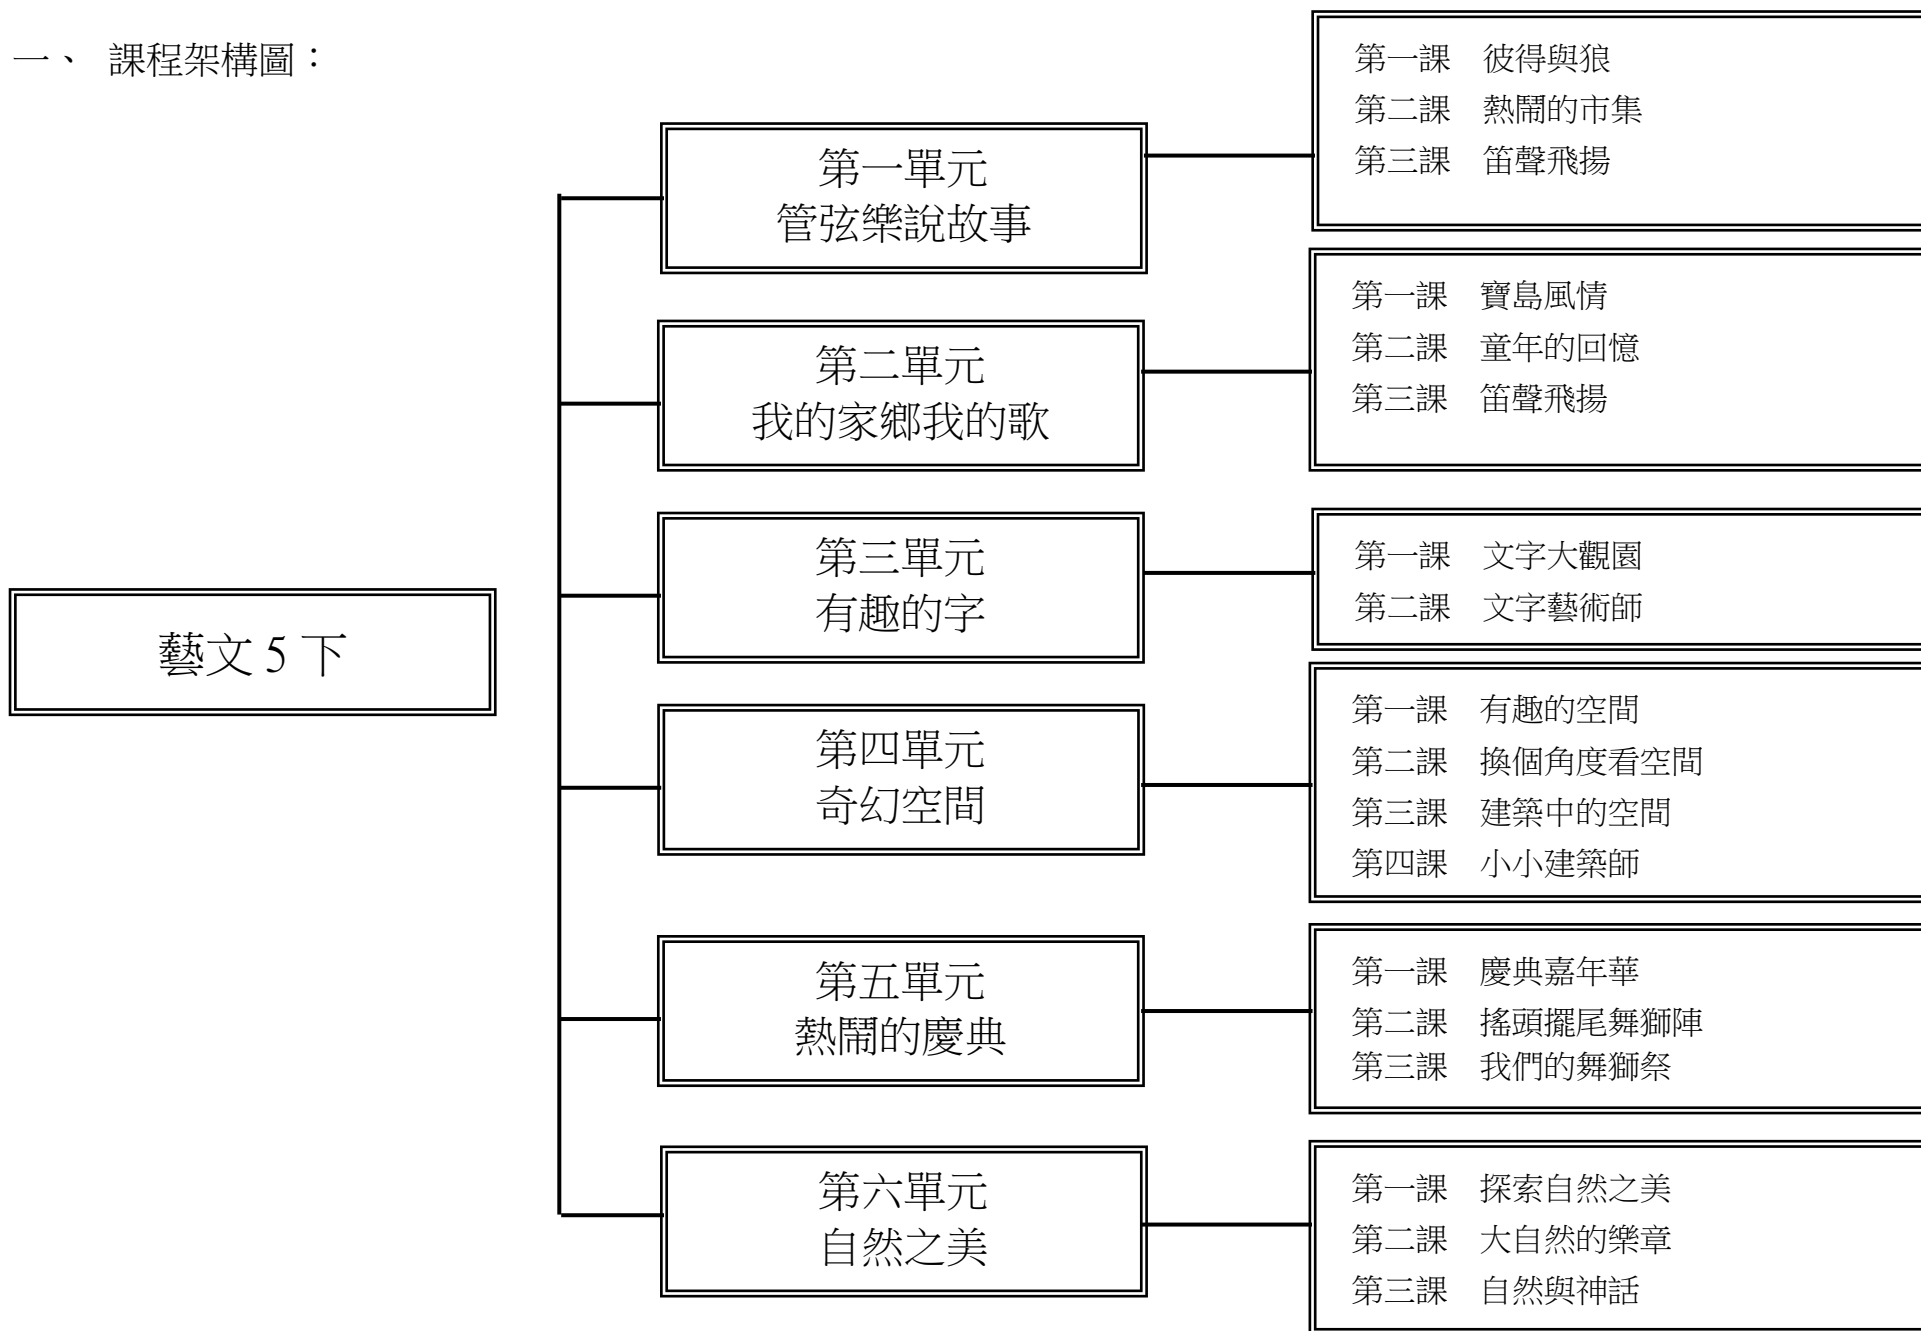 一、 課程架構圖：
藝文 5 下
第一單元
管弦樂說故事
第一課　彼得與狼
第二課　熱鬧的市集
第三課　笛聲飛揚
第二單元
我的家鄉我的歌
第一課　寶島風情
第二課　童年的回憶
第三課　笛聲飛揚
第三單元
有趣的字
第一課　文字大觀園
第二課　文字藝術師
第四單元
奇幻空間
第一課　有趣的空間
第二課　換個角度看空間
第三課　建築中的空間
第四課　小小建築師
第五單元
熱鬧的慶典
第一課　慶典嘉年華
第二課　搖頭擺尾舞獅陣
第三課　我們的舞獅祭
第六單元
自然之美
第一課　探索自然之美
第二課　大自然的樂章
第三課　自然與神話